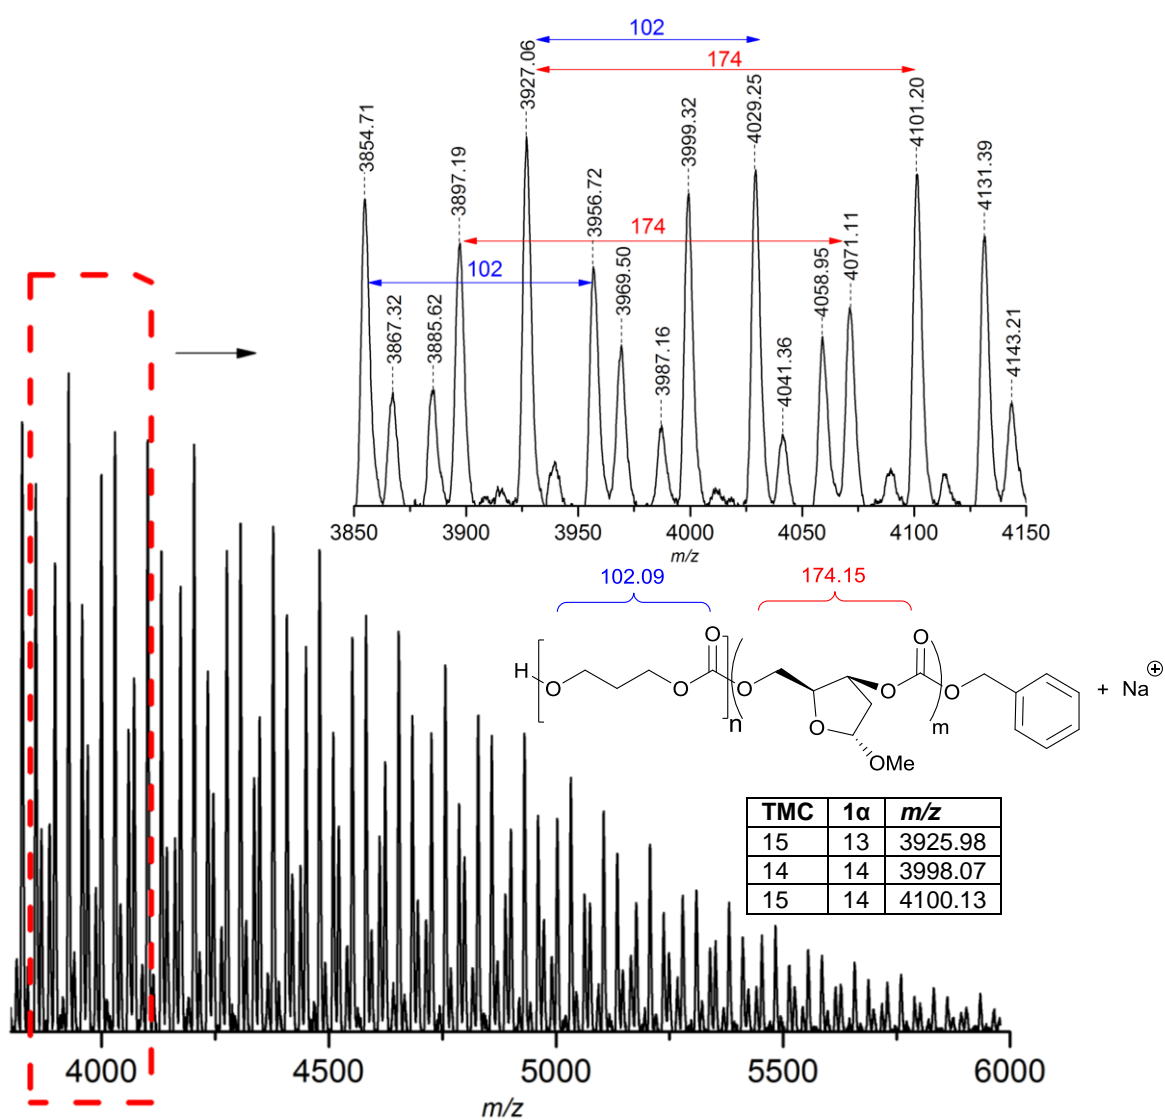 102
174
3854.71
3867.32
3885.62
3897.19
3927.06
3956.72
3969.50
3987.16
3999.32
4029.25
4041.36
4058.95
4071.11
4101.20
4131.39
4143.21
174
102
3850 3900 3950 4000 4050 4100 4150
m/z
102.09 174.15
H O O O n O O O O OMe m O + Na ⊕
TMC 1α m/z
15 13 3925.98
14 14 3998.07
15 14 4100.13
4000 4500 5000 5500 6000
m/z